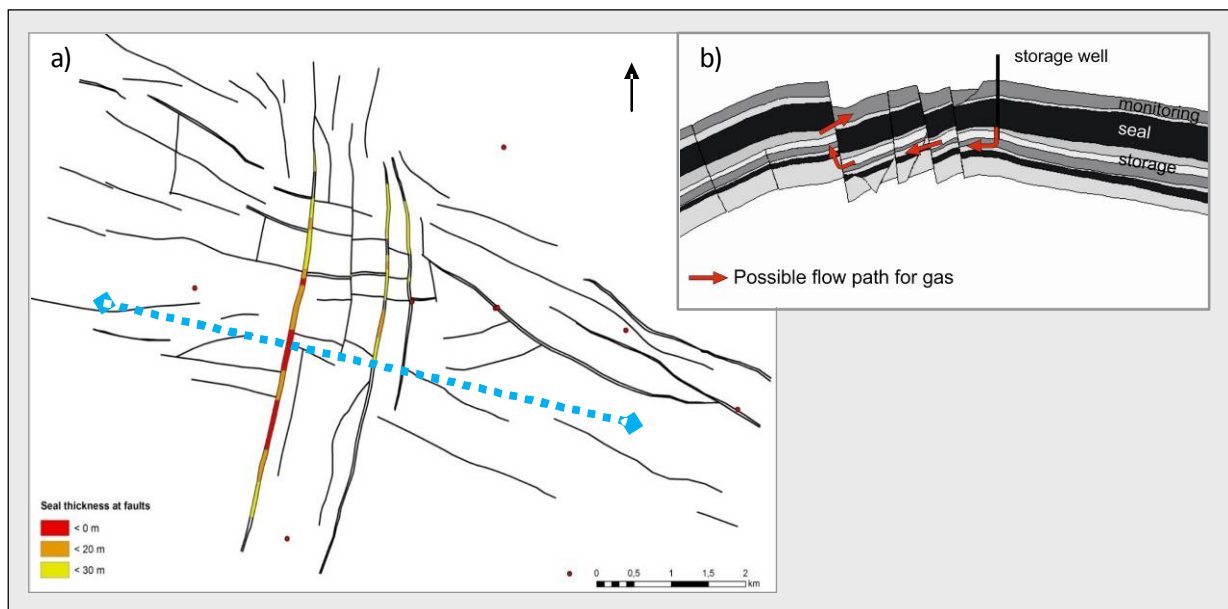 a)
b)
storage well
monitoring
seal
storage
Possible flow path for gas
Seal thickness at faults
< 0 m
< 20 m
< 30 m
0 0,5 1 1,5 2
km